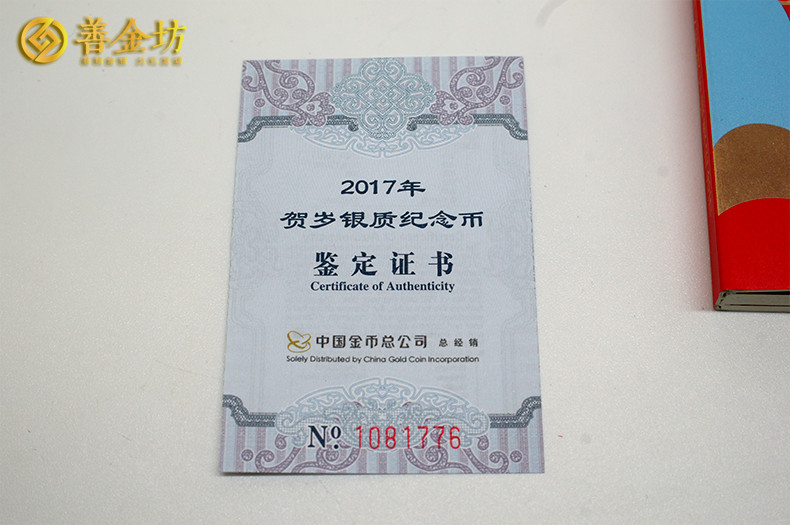 善金坊
2017年
贺岁银质纪念币
鉴定证书
Certificate of Authenticity
中国金币总公司 总经销
Solely Distributed by China Gold Coin Incorporation
№. 1081776